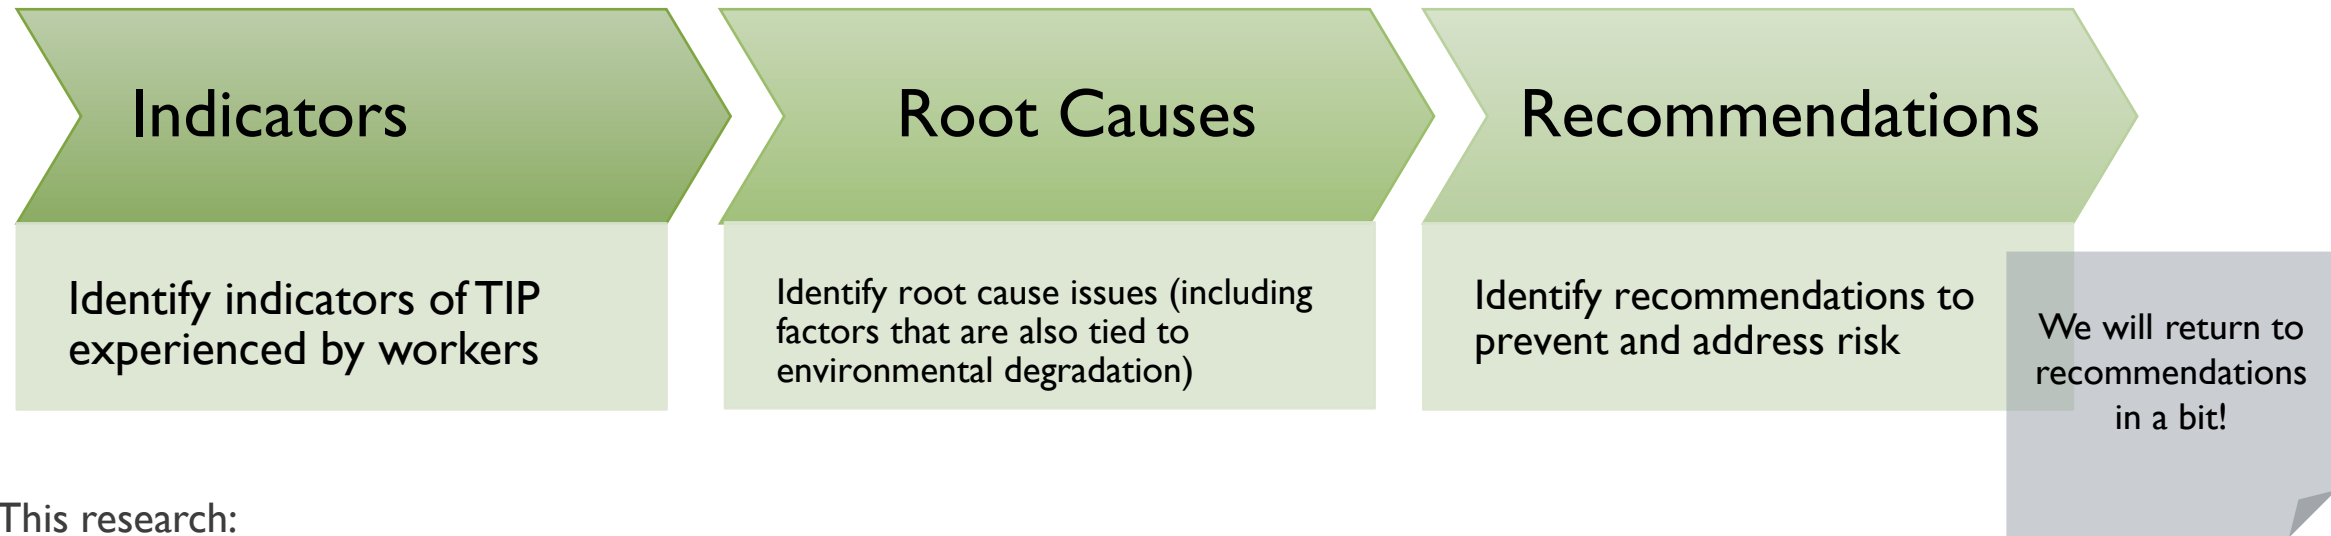 Indicators
Identify indicators of TIP
experienced by workers
Root Causes
Identify root cause issues (including
factors that are also tied to
environmental degradation)
Recommendations
Identify recommendations to
prevent and address risk
We will return to
recommendations
in a bit!
This research: